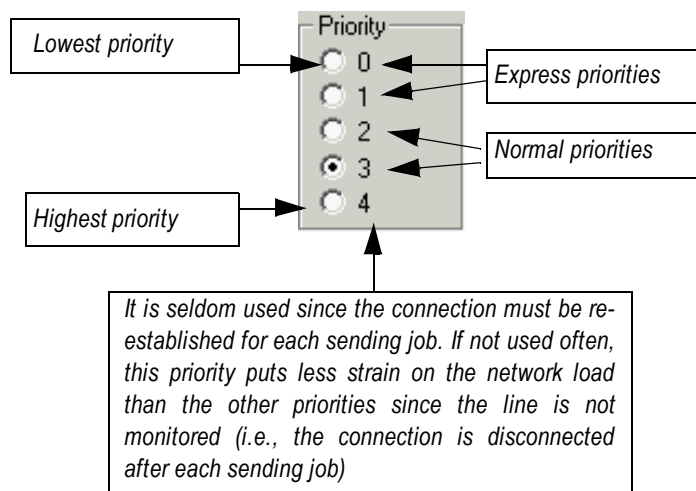 Priority
Lowest priority
0
Express priorities
1
2
Normal priorities
3
4
Highest priority
It is seldom used since the connection must be re-
established for each sending job. If not used often,
this priority puts less strain on the network load
than the other priorities since the line is not
monitored (i.e., the connection is disconnected
after each sending job)